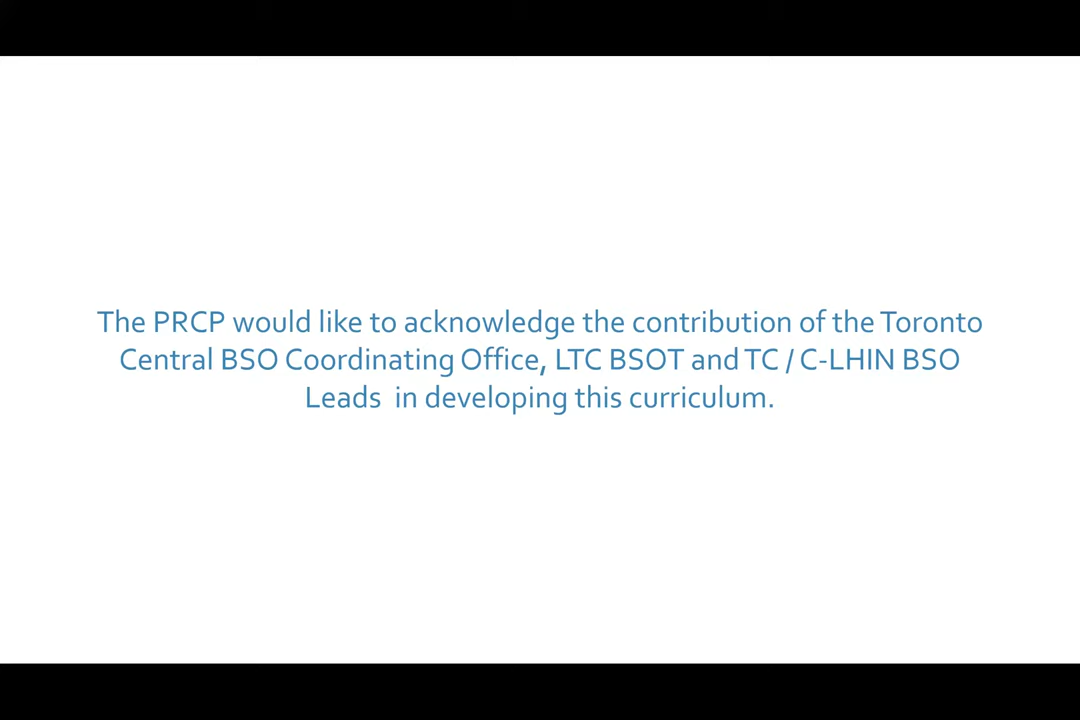 The PRCP would like to acknowledge the contribution of the Toronto
Central BSO Coordinating Office, LTC BSOT and TC / C-LHIN BSO
Leads  in developing this curriculum.